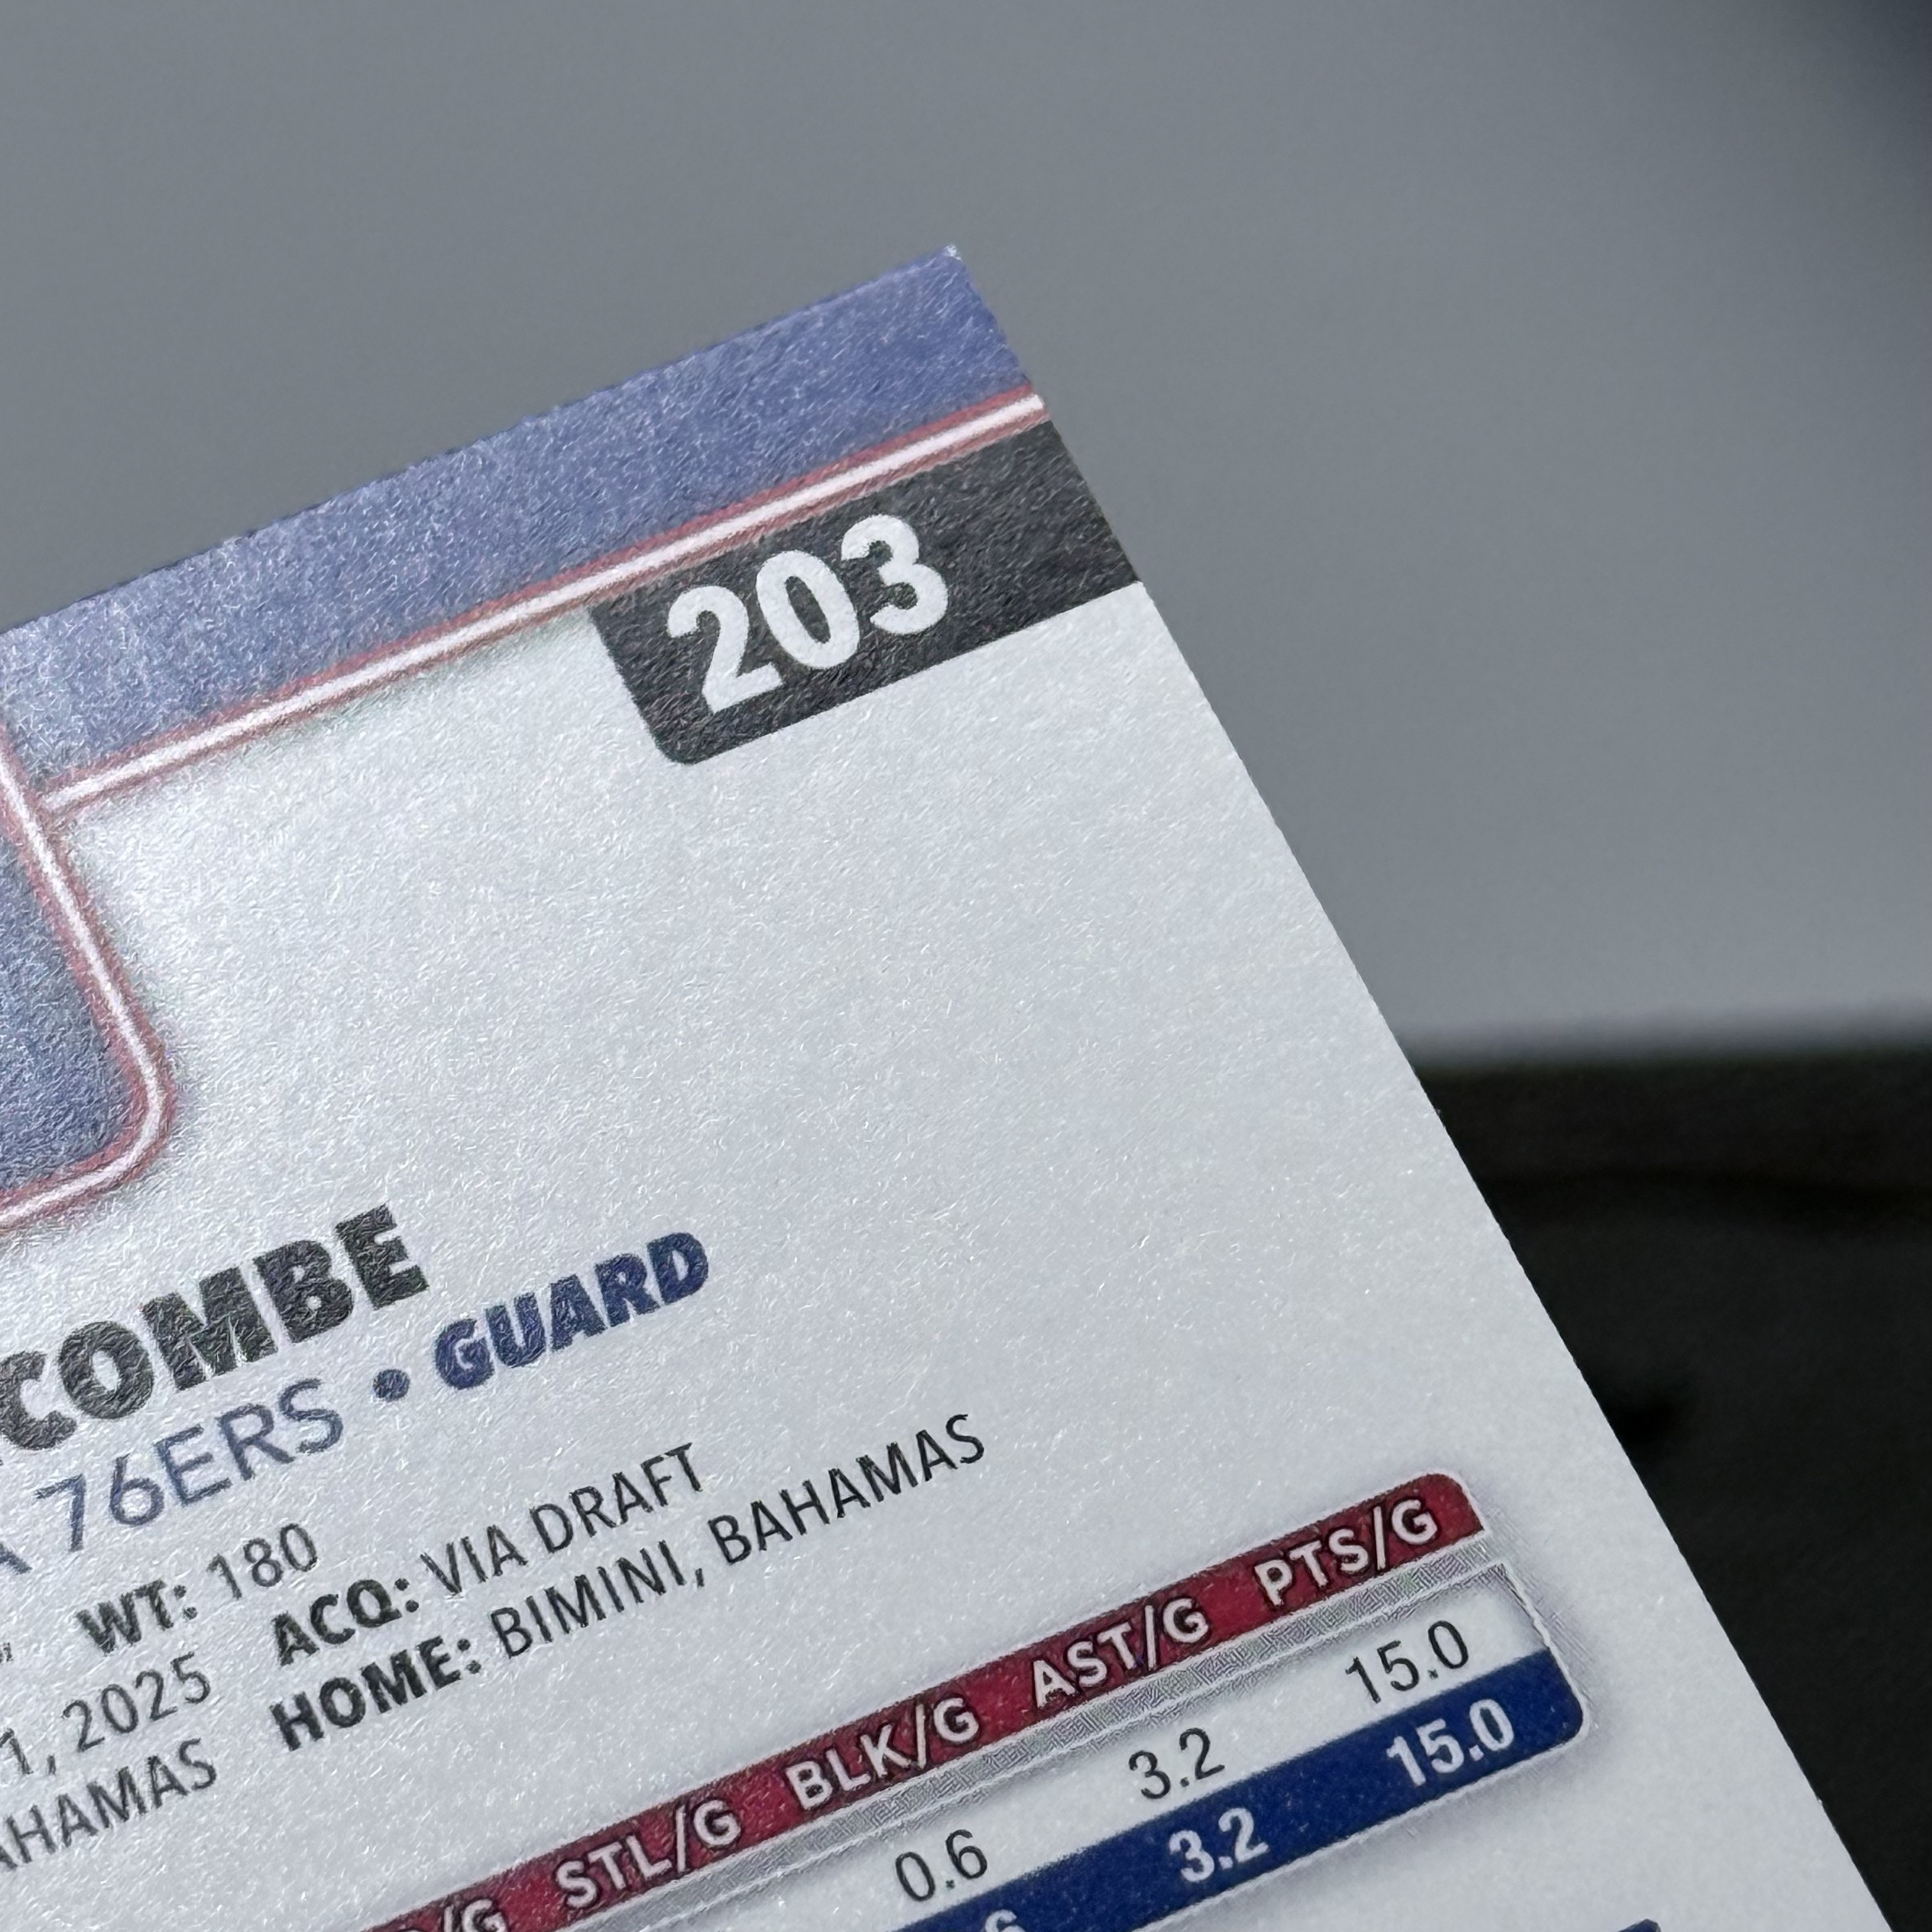 203
COMBE
76ERS • GUARD
WT: 180 ACQ: VIA DRAFT
1, 2025 HOME: BIMINI, BAHAMAS
AHAMAS
/G STL/G BLK/G AST/G PTS/G
0.6 3.2 15.0
6 3.2 15.0